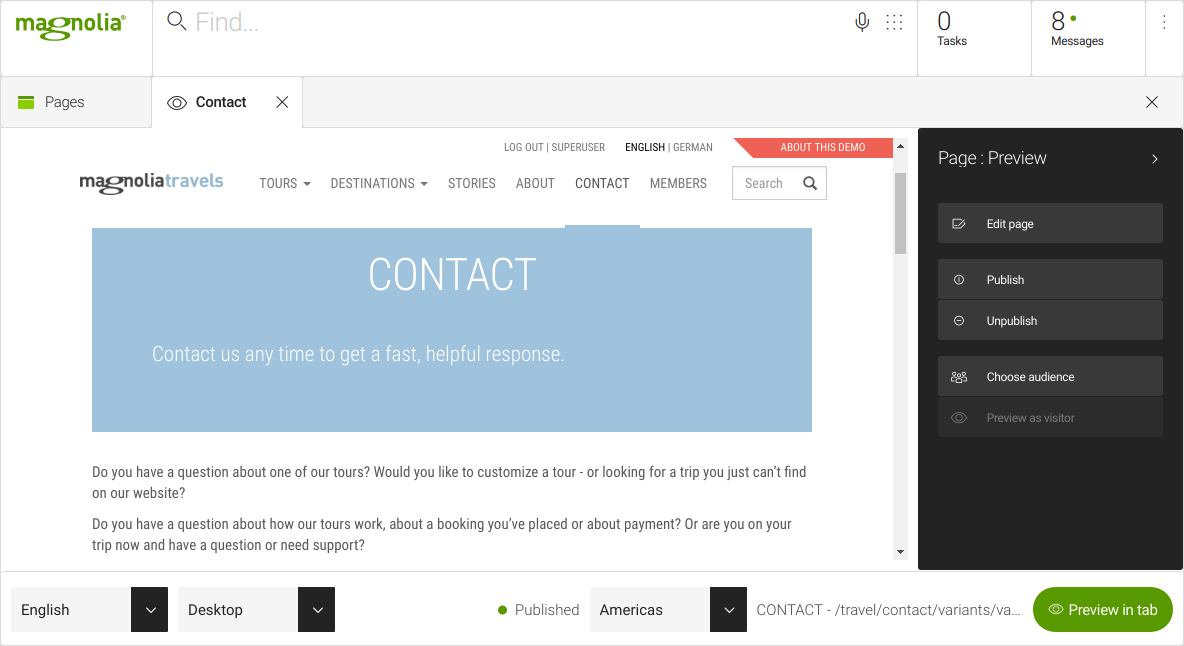 magnolia®
Find...
0
Tasks
8
Messages
Pages
Contact
LOG OUT | SUPERUSER
ENGLISH | GERMAN
ABOUT THIS DEMO
magnoliatravels
TOURS
DESTINATIONS
STORIES
ABOUT
CONTACT
MEMBERS
Search
CONTACT
Contact us any time to get a fast, helpful response.
Do you have a question about one of our tours? Would you like to customize a tour - or looking for a trip you just can’t find
on our website?
Do you have a question about how our tours work, about a booking you’ve placed or about payment? Or are you on your
trip now and have a question or need support?
Page : Preview
Edit page
Publish
Unpublish
Choose audience
Preview as visitor
English
Desktop
Published
Americas
CONTACT - /travel/contact/variants/va...
Preview in tab